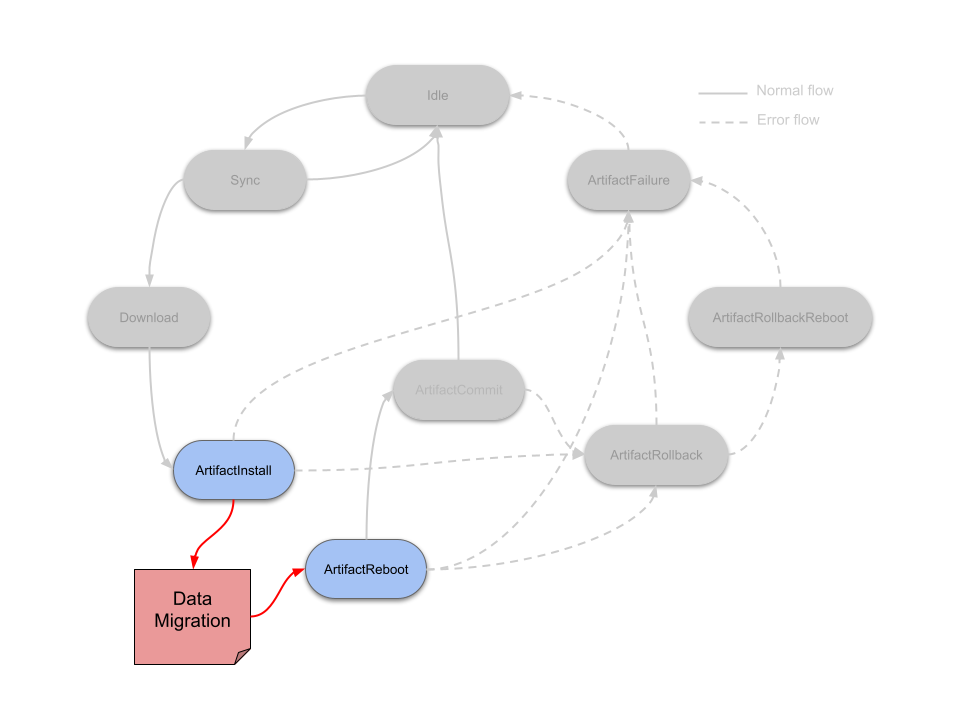 Idle
Normal flow
Error flow
Sync
ArtifactFailure
Download
ArtifactRollbackReboot
ArtifactCommit
ArtifactRollback
ArtifactInstall
ArtifactReboot
Data
Migration